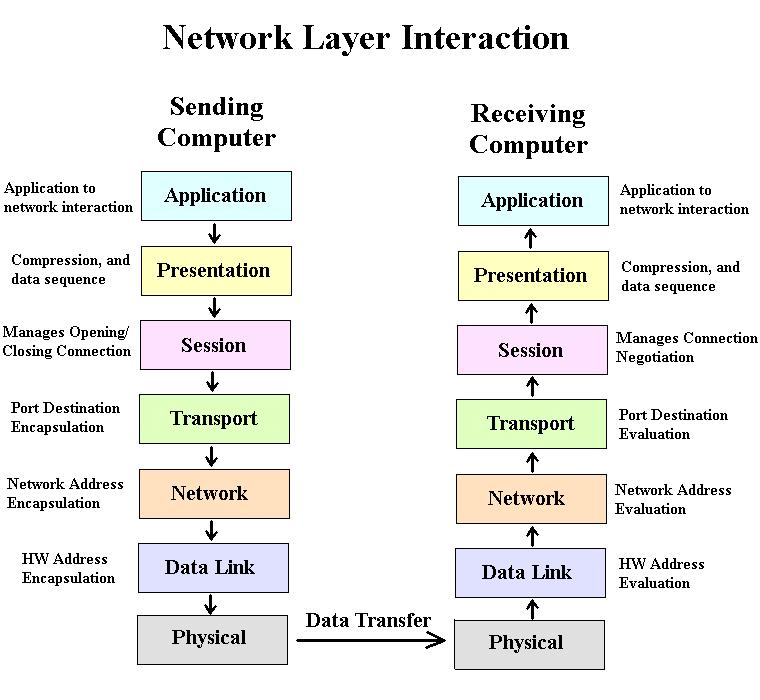 Network Layer Interaction
Sending
Computer
Receiving
Computer
Application to
network interaction
Application
Application
Application to
network interaction
Compression, and
data sequence
Presentation
Presentation
Compression, and
data sequence
Manages Opening/
Closing Connection
Session
Session
Manages Connection
Negotiation
Port Destination
Encapsulation
Transport
Transport
Port Destination
Evaluation
Network Address
Encapsulation
Network
Network
Network Address
Evaluation
HW Address
Encapsulation
Data Link
Data Link
HW Address
Evaluation
Physical
Data Transfer
Physical